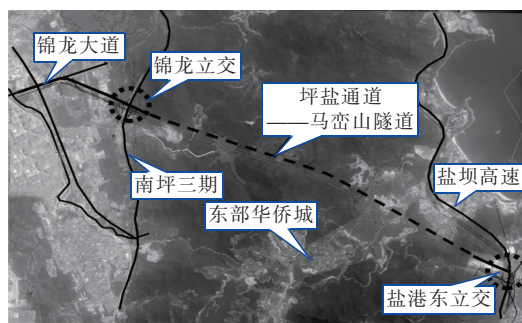 锦龙大道
锦龙立交
坪盐通道
——马峦山隧道
盐坝高速
南坪三期
东部华侨城
盐港东立交